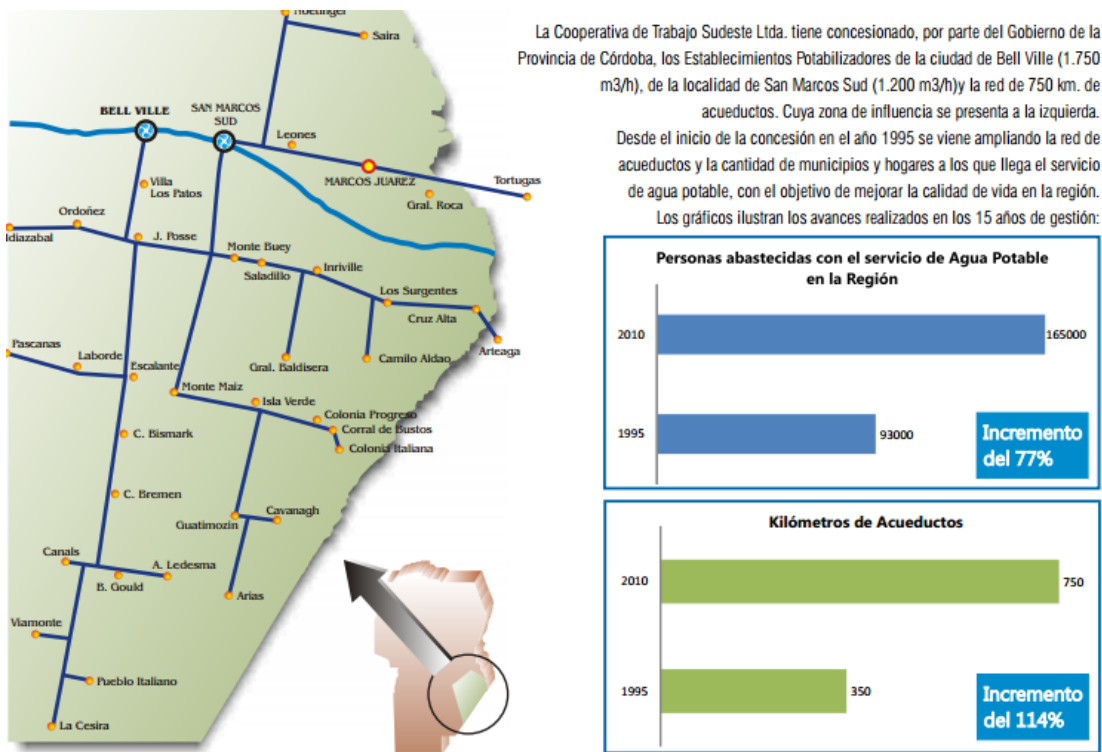 Saira
BELL VILLE
SAN MARCOS
SUD
Leones
MARCOS JUAREZ
Tortugas
Gral. Roca
Villa
Los Patos
Ordoñez
J. Posse
Monte Buey
Saladillo
Inriville
Los Surgentes
Cruz Alta
Arteaga
Camilo Aldao
Gral. Baldisera
Pascanas
Laborde
Escalante
Monte Maiz
Isla Verde
Colonia Progreso
Corral de Bustos
Colonia Italiana
C. Bismark
C. Bremen
Guatimozin
Cavanagh
Canals
A. Ledesma
B. Gould
Arias
Viamonte
Pueblo Italiano
La Cesira
La Cooperativa de Trabajo Sudeste Ltda. tiene concesionado, por parte del Gobierno de la
Provincia de Córdoba, los Establecimientos Potabilizadores de la ciudad de Bell Ville (1.750
m3/h), de la localidad de San Marcos Sud (1.200 m3/h)y la red de 750 km. de
acueductos. Cuya zona de influencia se presenta a la izquierda.
Desde el inicio de la concesión en el año 1995 se viene ampliando la red de
acueductos y la cantidad de municipios y hogares a los que llega el servicio
de agua potable, con el objetivo de mejorar la calidad de vida en la región.
Los gráficos ilustran los avances realizados en los 15 años de gestión:
Personas abastecidas con el servicio de Agua Potable
en la Región
2010
165000
1995
93000
Incremento
del 77%
Kilómetros de Acueductos
2010
750
1995
350
Incremento
del 114%